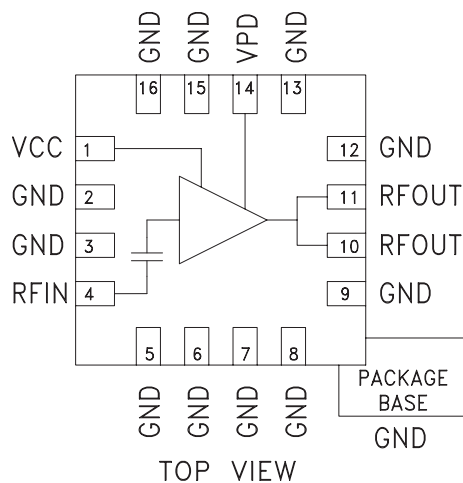 GND GND VPD GND
16 15 14 13
VCC 1 12 GND
GND 2 11 RFOUT
GND 3 10 RFOUT
RFIN 4 9 GND
5 6 7 8
GND GND GND GND
PACKAGE
BASE
GND
TOP VIEW